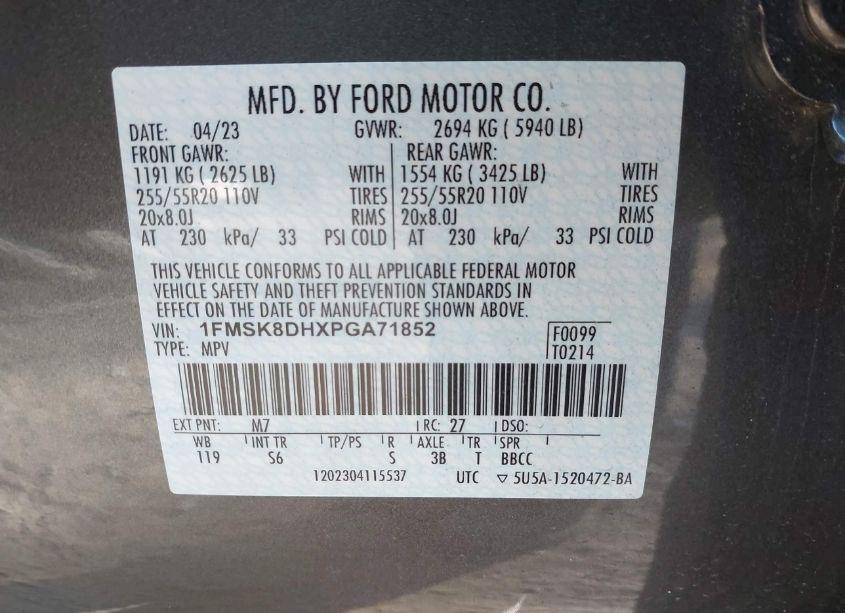 MFD. BY FORD MOTOR CO.
DATE: 04/23 GVWR: 2694 KG ( 5940 LB)
FRONT GAWR: REAR GAWR:
1191 KG ( 2625 LB) WITH 1554 KG ( 3425 LB) WITH
255/55R20 110V TIRES 255/55R20 110V TIRES
20x8.0J RIMS 20x8.0J RIMS
AT 230 kPa/ 33 PSI COLD AT 230 kPa/ 33 PSI COLD
THIS VEHICLE CONFORMS TO ALL APPLICABLE FEDERAL MOTOR
VEHICLE SAFETY AND THEFT PREVENTION STANDARDS IN
EFFECT ON THE DATE OF MANUFACTURE SHOWN ABOVE.
VIN: 1FMSK8DHXPGA71852 F0099
TYPE: MPV T0214
EXT PNT: M7 RC: 27 DSO:
WB INT TR TP/PS R AXLE TR SPR
119 S6 S 3B T BBCC
1202304115537 UTC ▽ 5U5A-1520472-BA